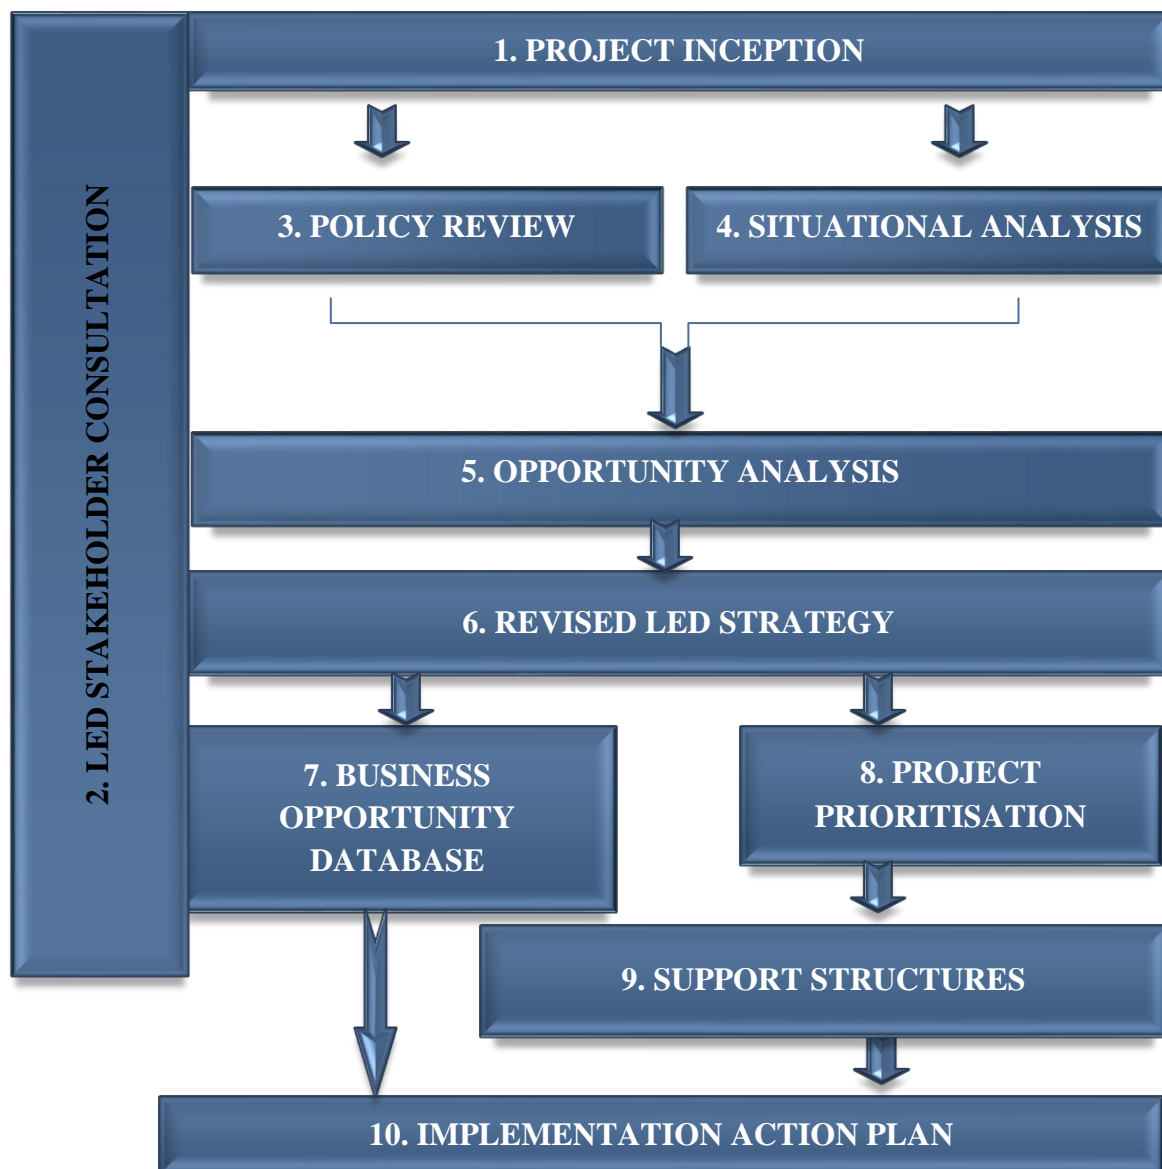 1. PROJECT INCEPTION
2. LED STAKEHOLDER CONSULTATION
3. POLICY REVIEW
4. SITUATIONAL ANALYSIS
5. OPPORTUNITY ANALYSIS
6. REVISED LED STRATEGY
7. BUSINESS
OPPORTUNITY
DATABASE
8. PROJECT
PRIORITISATION
9. SUPPORT STRUCTURES
10. IMPLEMENTATION ACTION PLAN